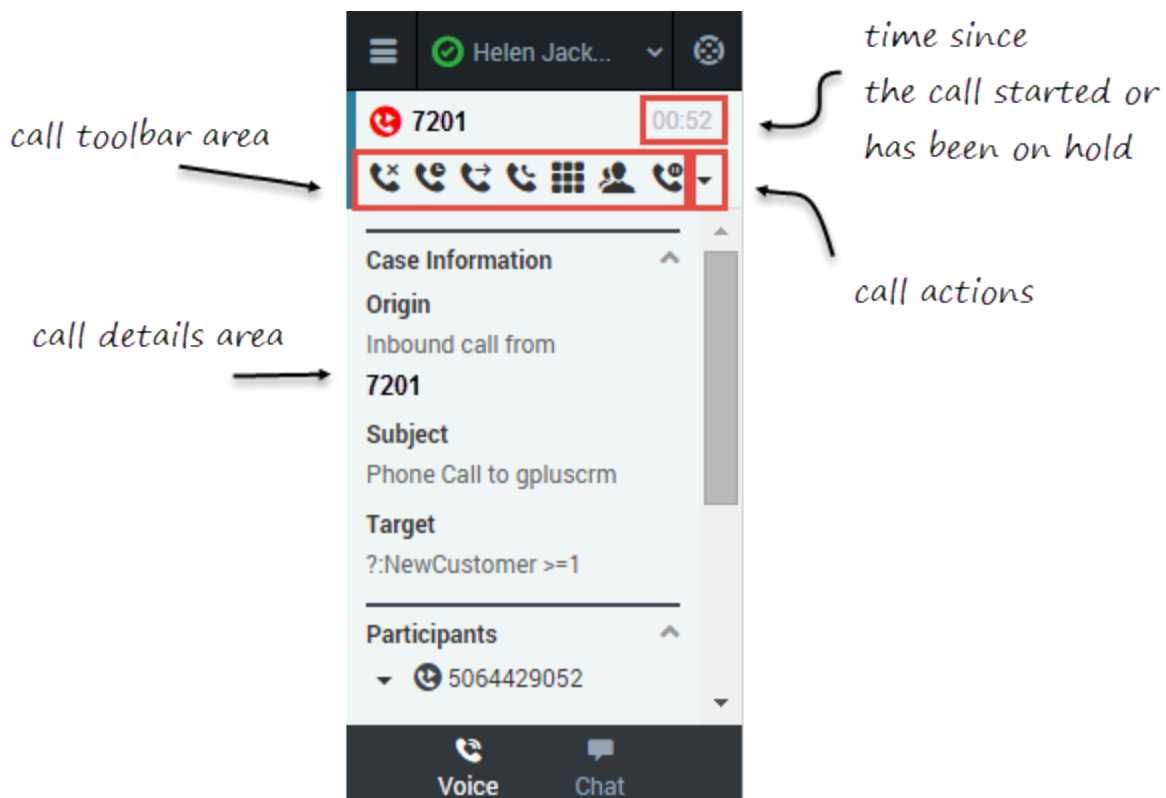 Helen Jack...
time since
the call started or
has been on hold
7201
00:52
call toolbar area
call actions
Case Information
Origin
Inbound call from
7201
call details area
Subject
Phone Call to gpluscrm
Target
?:NewCustomer >=1
Participants
5064429052
Voice
Chat